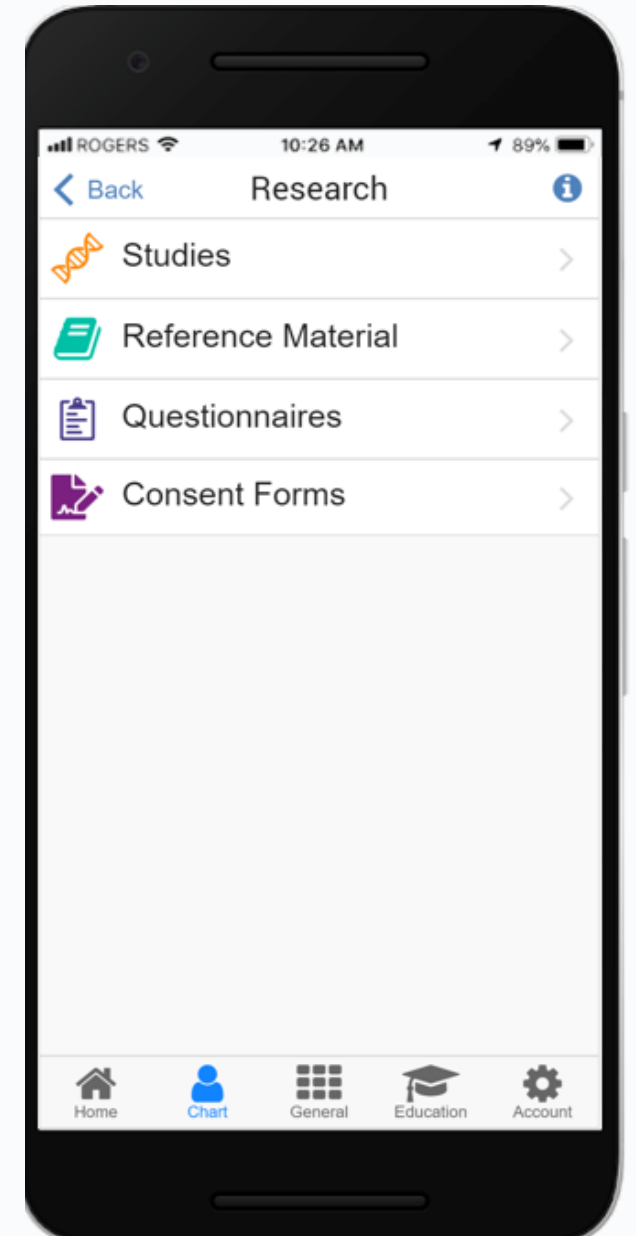 ROGERS 10:26 AM 89%
Back Research
Studies
Reference Material
Questionnaires
Consent Forms
Home Chart General Education Account